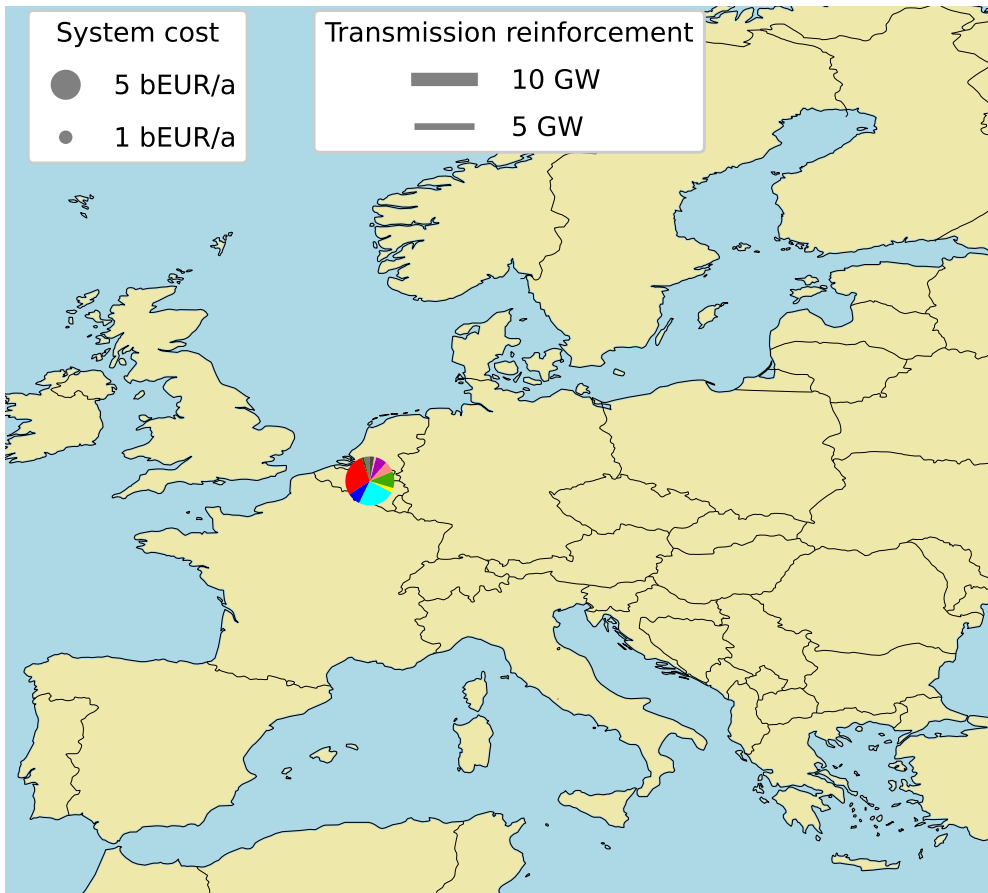 System cost
5 bEUR/a
1 bEUR/a
Transmission reinforcement
10 GW
5 GW